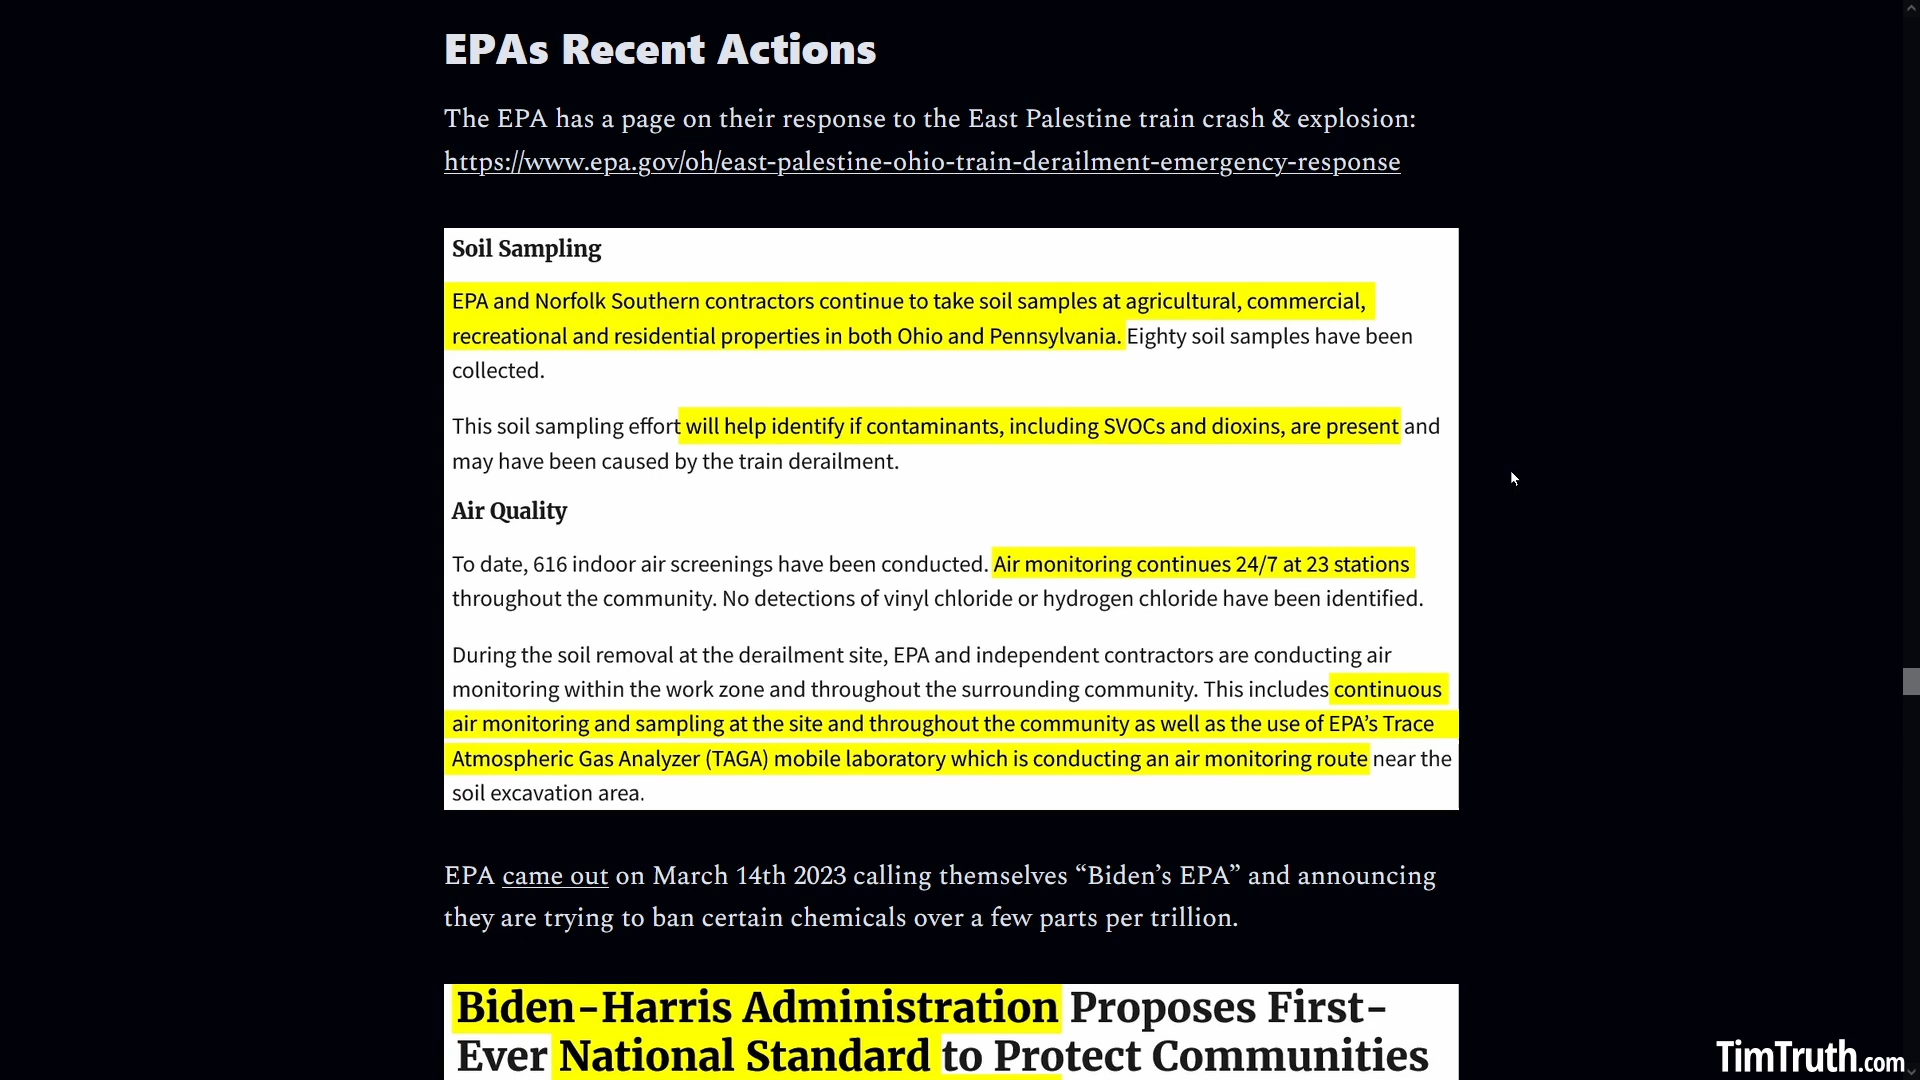 EPAs Recent Actions
The EPA has a page on their response to the East Palestine train crash & explosion:
https://www.epa.gov/oh/east-palestine-ohio-train-derailment-emergency-response
Soil Sampling
EPA and Norfolk Southern contractors continue to take soil samples at agricultural, commercial,
recreational and residential properties in both Ohio and Pennsylvania. Eighty soil samples have been
collected.
This soil sampling effort will help identify if contaminants, including SVOCs and dioxins, are present and
may have been caused by the train derailment.
Air Quality
To date, 616 indoor air screenings have been conducted. Air monitoring continues 24/7 at 23 stations
throughout the community. No detections of vinyl chloride or hydrogen chloride have been identified.
During the soil removal at the derailment site, EPA and independent contractors are conducting air
monitoring within the work zone and throughout the surrounding community. This includes continuous
air monitoring and sampling at the site and throughout the community as well as the use of EPA’s Trace
Atmospheric Gas Analyzer (TAGA) mobile laboratory which is conducting an air monitoring route near the
soil excavation area.
EPA came out on March 14th 2023 calling themselves “Biden’s EPA” and announcing
they are trying to ban certain chemicals over a few parts per trillion.
Biden-Harris Administration Proposes First-
Ever National Standard to Protect Communities
TimTruth.com